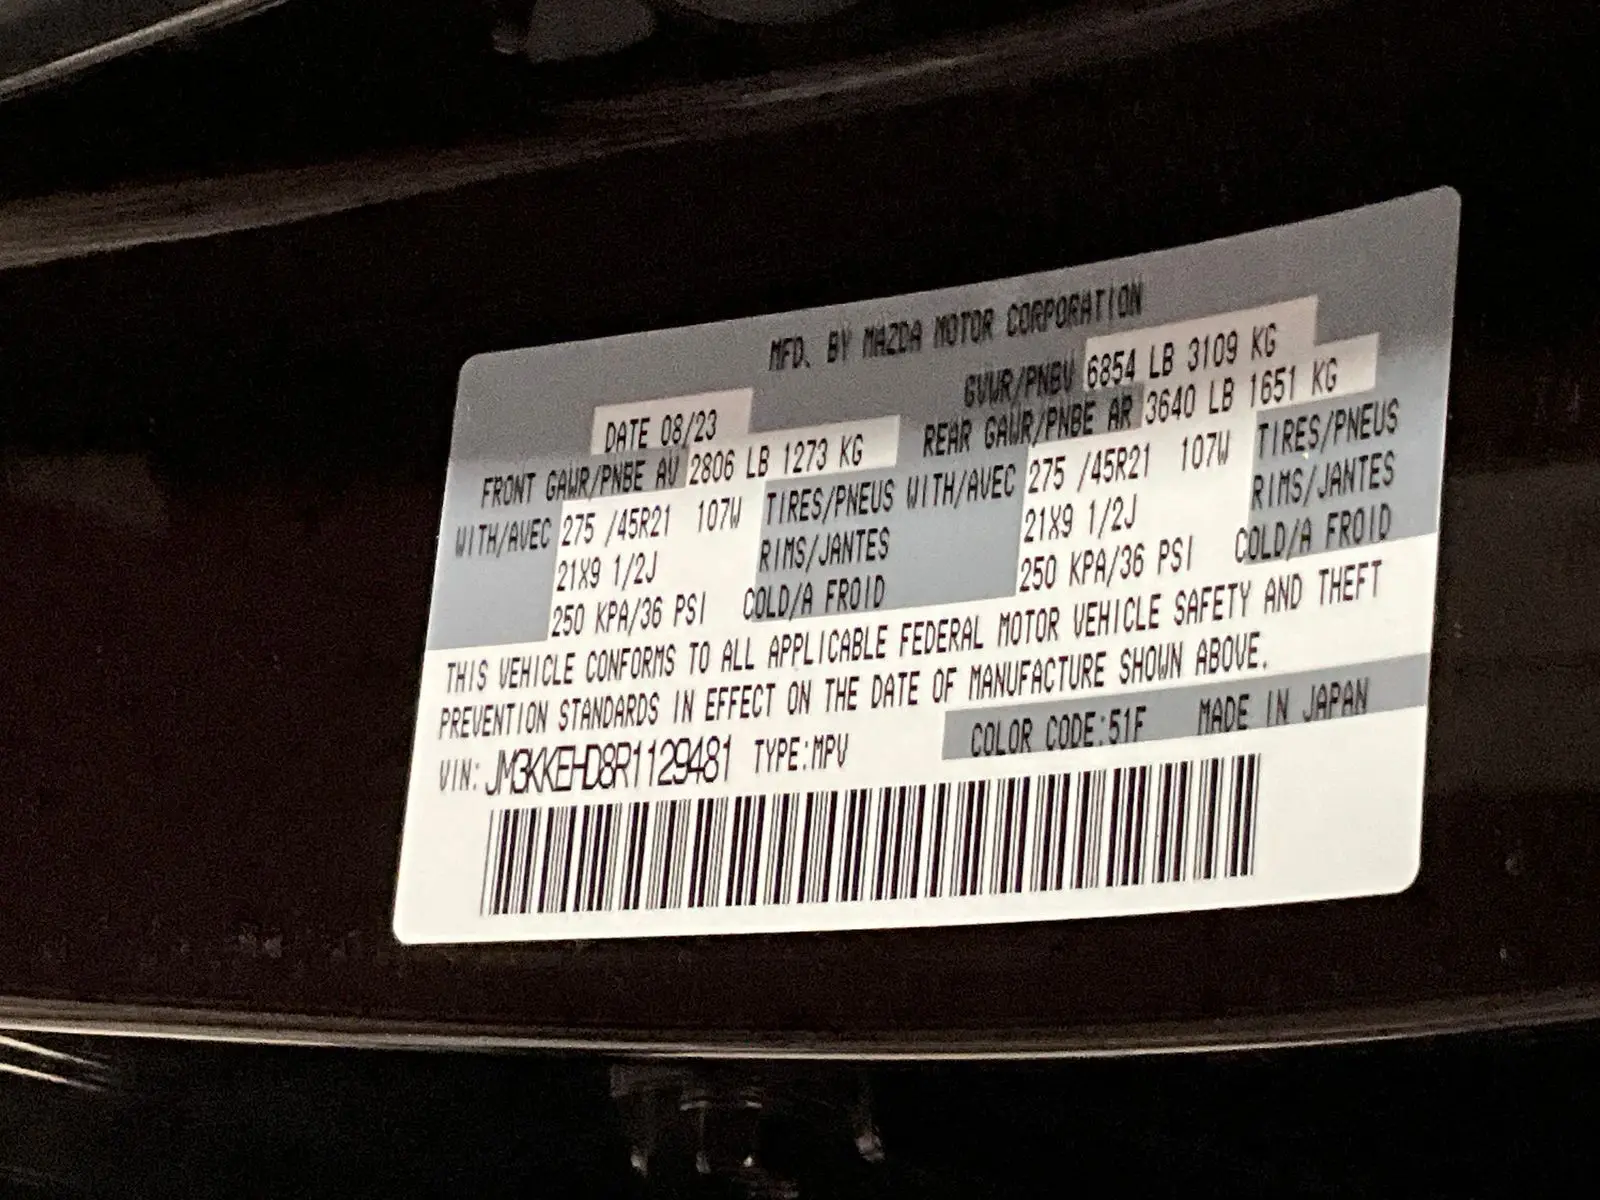 MFD. BY MAZDA MOTOR CORPORATION
DATE 08/23 GVWR/PNBV 6854 LB 3109 KG
FRONT GAWR/PNBE AV 2806 LB 1273 KG REAR GAWR/PNBE AR 3640 LB 1651 KG
WITH/AVEC 275 /45R21 107W TIRES/PNEUS WITH/AVEC 275 /45R21 107W TIRES/PNEUS
21X9 1/2J RIMS/JANTES 21X9 1/2J RIMS/JANTES
250 KPA/36 PSI COLD/A FROID 250 KPA/36 PSI COLD/A FROID
THIS VEHICLE CONFORMS TO ALL APPLICABLE FEDERAL MOTOR VEHICLE SAFETY AND THEFT
PREVENTION STANDARDS IN EFFECT ON THE DATE OF MANUFACTURE SHOWN ABOVE.
VIN: JM3KKEHD8R1129481 TYPE:MPV COLOR CODE:51F MADE IN JAPAN